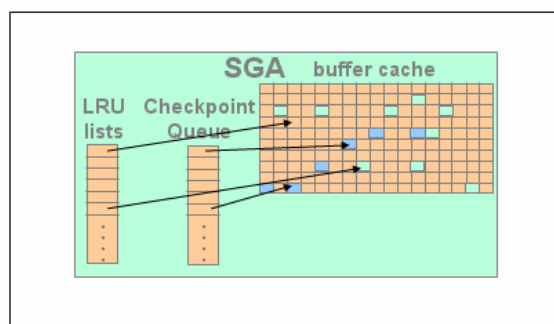 SGA
buffer cache
LRU
lists
Checkpoint
Queue